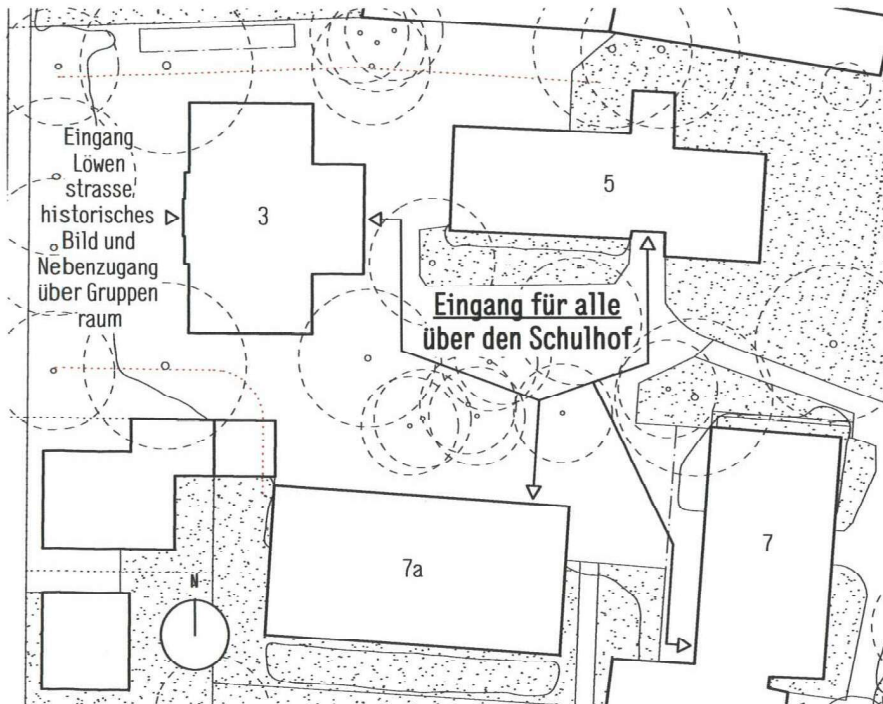 Eingang
Löwen
strasse,
historisches
Bild und
Nebenzugang
über Gruppen
raum
3
5
Eingang für alle
über den Schulhof
7a
7
N